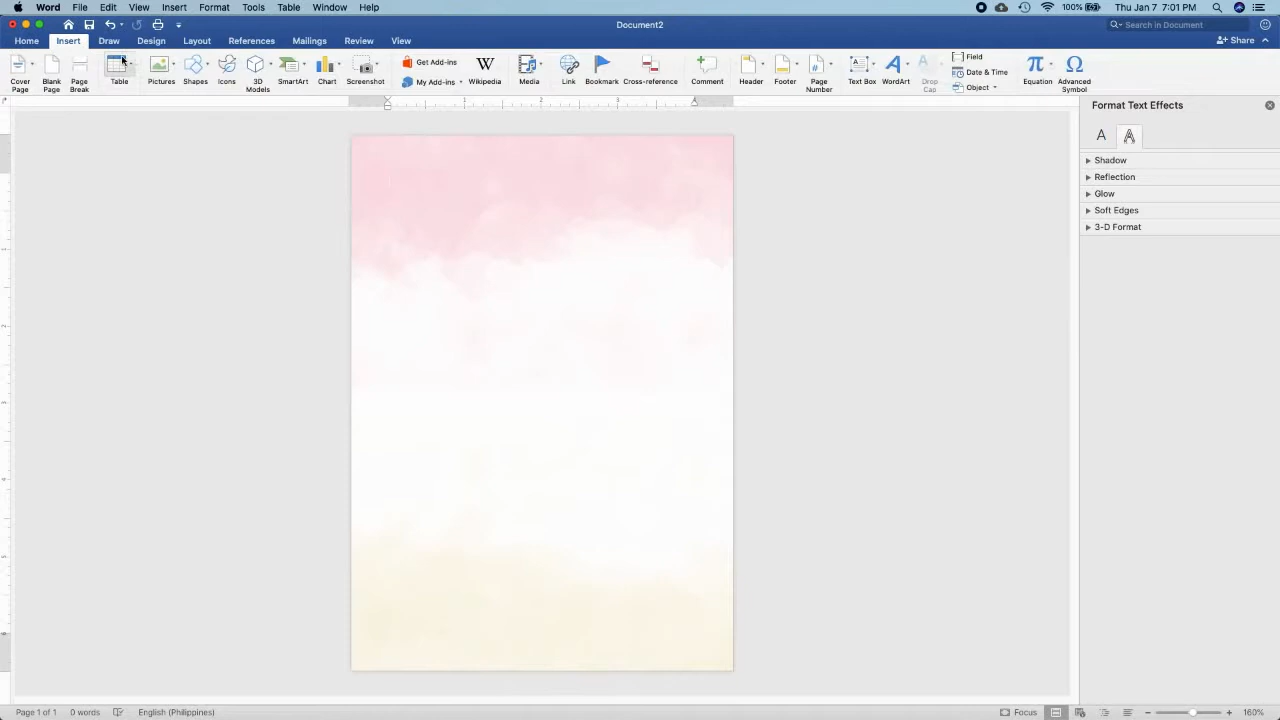 Word File Edit View Insert Format Tools Table Window Help 100% Thu Jan 7 7:01 PM
Document2 Search in Document
Home Insert Draw Design Layout References Mailings Review View Share
Cover Page
Blank Page
Page Break
Table
Pictures
Shapes
Icons
3D Models
SmartArt
Chart
Screenshot
Get Add-ins
My Add-ins
Wikipedia
Media
Link
Bookmark
Cross-reference
Comment
Header
Footer
Page Number
Text Box
WordArt
Drop Cap
Field
Date & Time
Object
Equation
Advanced Symbol
1 2 3
Format Text Effects
Shadow
Reflection
Glow
Soft Edges
3-D Format
Page 1 of 1 0 words English (Philippines) Focus 160%